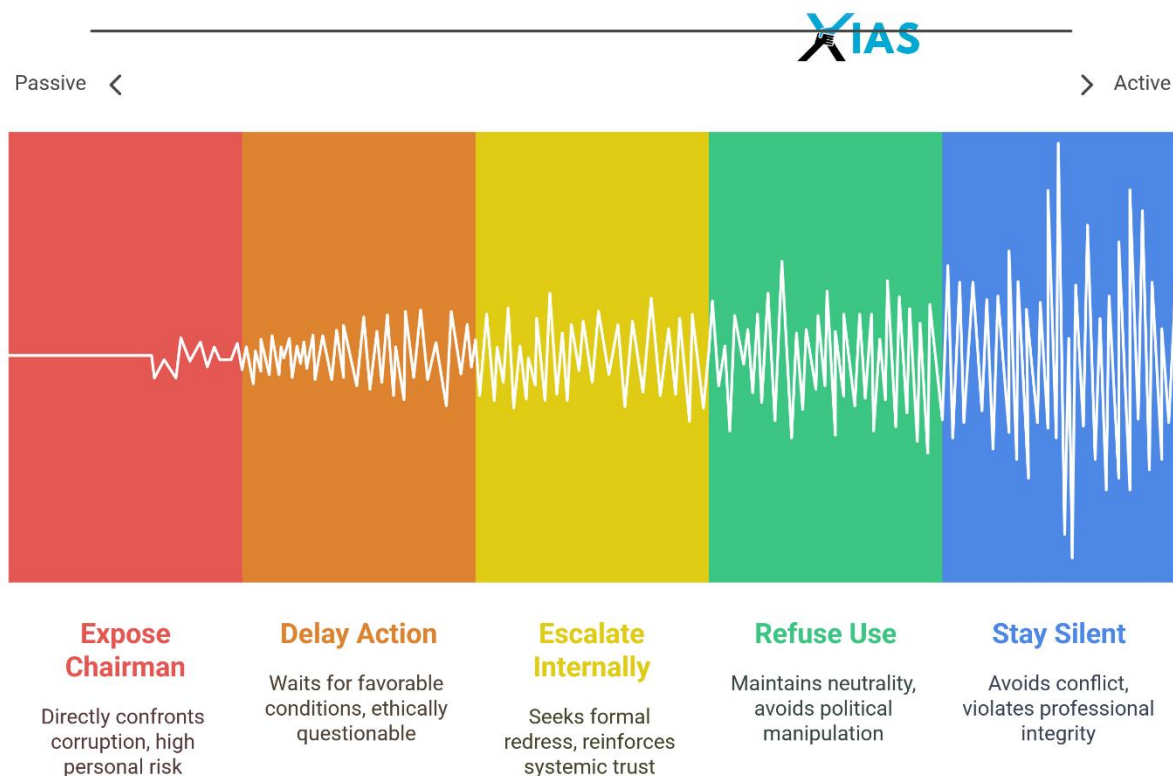 XIAS
Passive
Active
Expose
Chairman
Directly confronts
corruption, high
personal risk
Delay Action
Waits for favorable
conditions, ethically
questionable
Escalate
Internally
Seeks formal
redress, reinforces
systemic trust
Refuse Use
Maintains neutrality,
avoids political
manipulation
Stay Silent
Avoids conflict,
violates professional
integrity